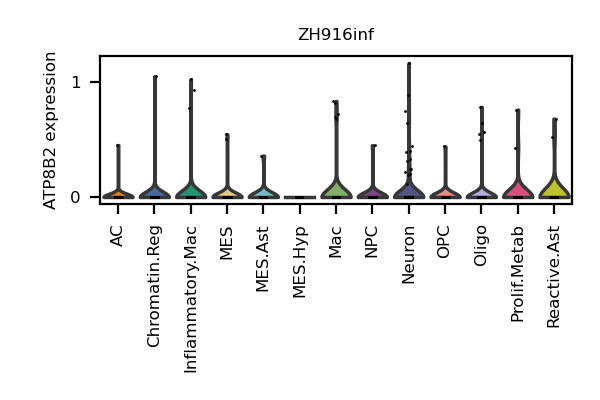 ZH916inf
ATP8B2 expression
1
0
AC
Chromatin.Reg
Inflammatory.Mac
MES
MES.Ast
MES.Hyp
Mac
NPC
Neuron
OPC
Oligo
Prolif.Metab
Reactive.Ast